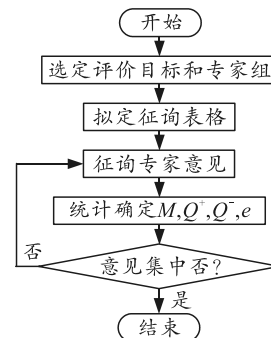 开始
选定评价目标和专家组
拟定征询表格
征询专家意见
统计确定M,Q⁺,Q⁻,e
否
意见集中否?
是
结束